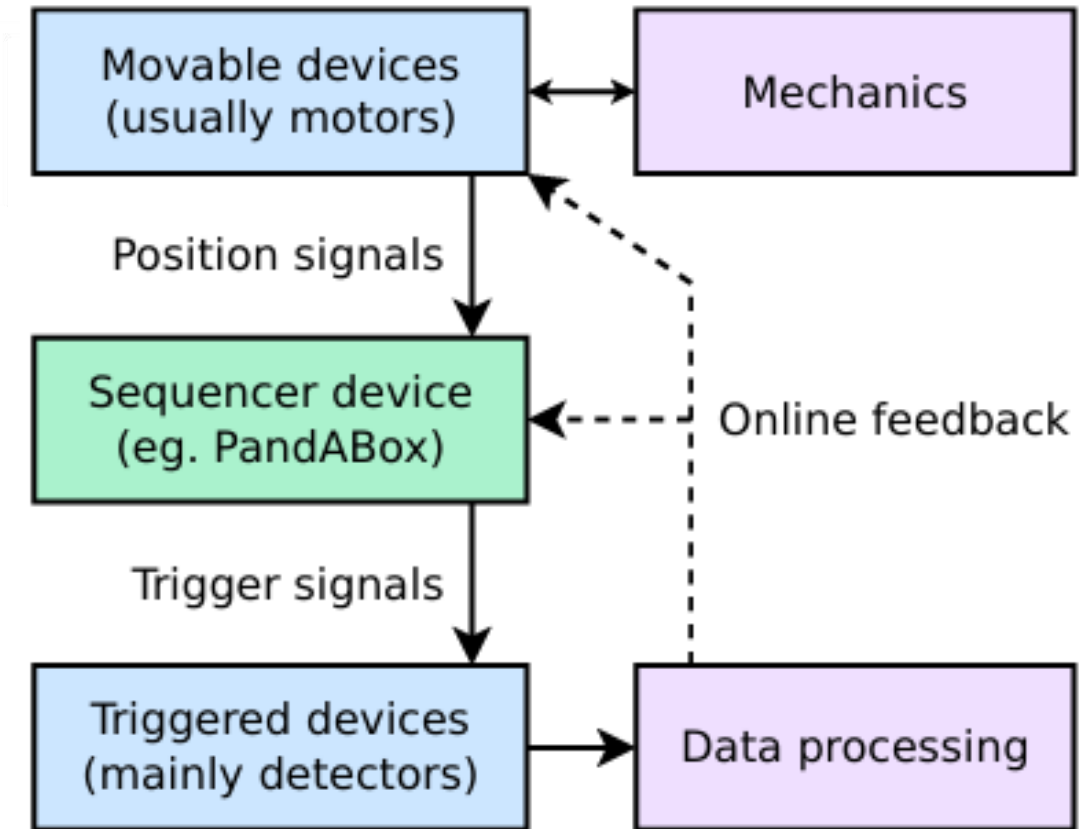 Movable devices
(usually motors)
Mechanics
Position signals
Sequencer device
(eg. PandABox)
Online feedback
Trigger signals
Triggered devices
(mainly detectors)
Data processing